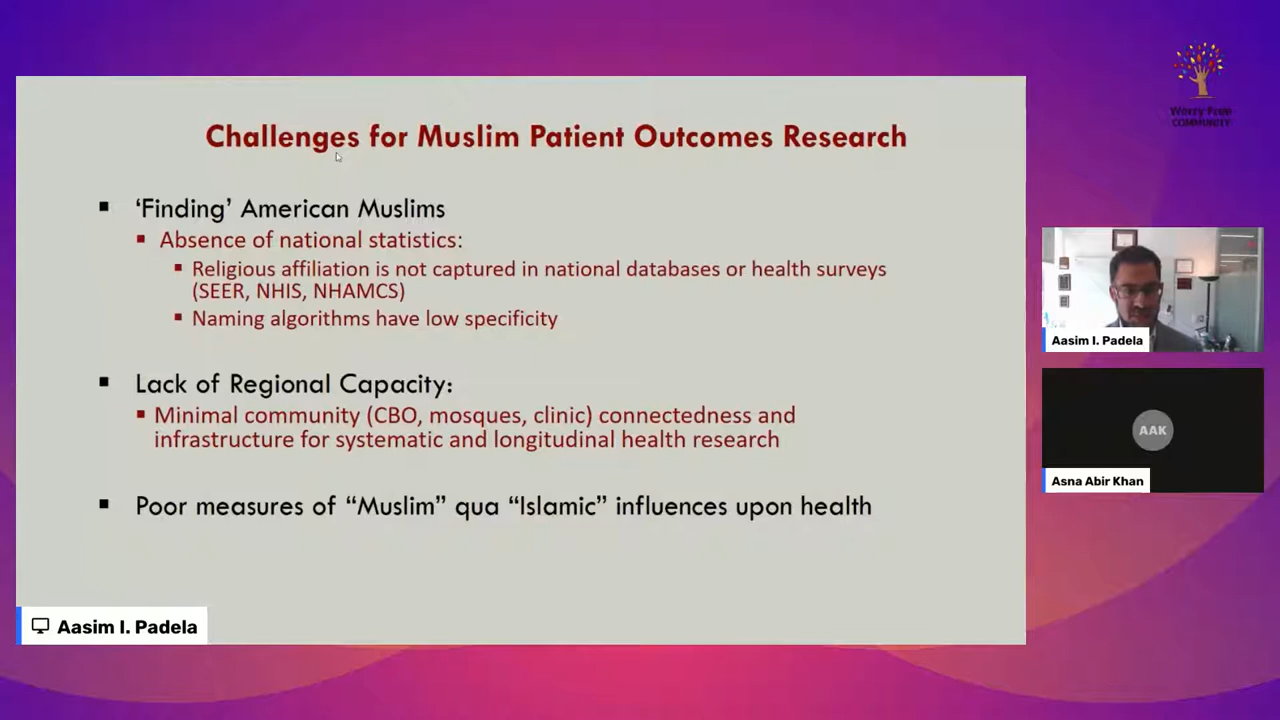 Challenges for Muslim Patient Outcomes Research
‘Finding’ American Muslims
Absence of national statistics:
Religious affiliation is not captured in national databases or health surveys
(SEER, NHIS, NHAMCS)
Naming algorithms have low specificity
Lack of Regional Capacity:
Minimal community (CBO, mosques, clinic) connectedness and
infrastructure for systematic and longitudinal health research
Poor measures of “Muslim” qua “Islamic” influences upon health
Aasim I. Padela
Worry Free
COMMUNITY
Aasim I. Padela
AAK
Asna Abir Khan